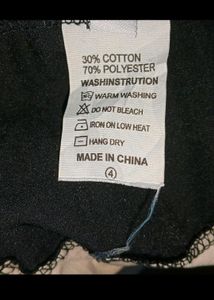 30% COTTON
70% POLYESTER
WASHINSTRUTION
WARM WASHING
DO NOT BLEACH
IRON ON LOW HEAT
HANG DRY
MADE IN CHINA
4